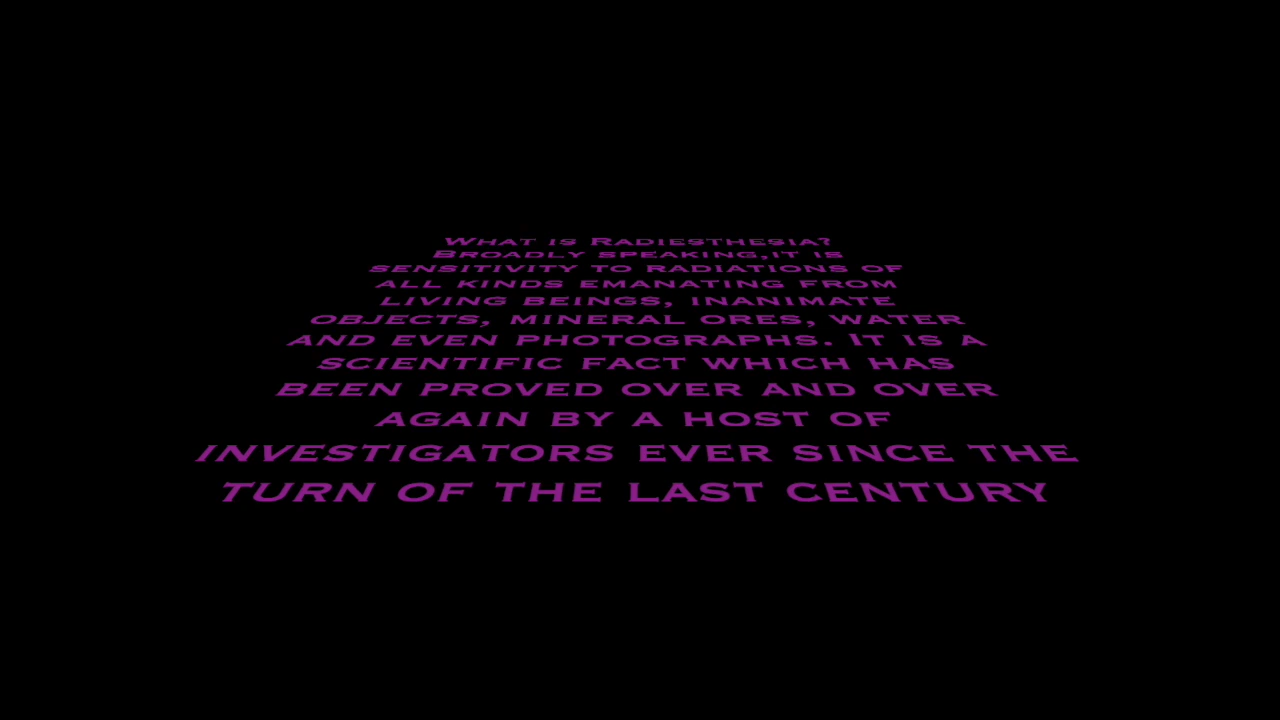 What is Radiesthesia?
Broadly speaking,it is
sensitivity to radiations of
all kinds emanating from
living beings, inanimate
objects, mineral ores, water
and even photographs. It is a
scientific fact which has
been proved over and over
again by a host of
investigators ever since the
turn of the last century